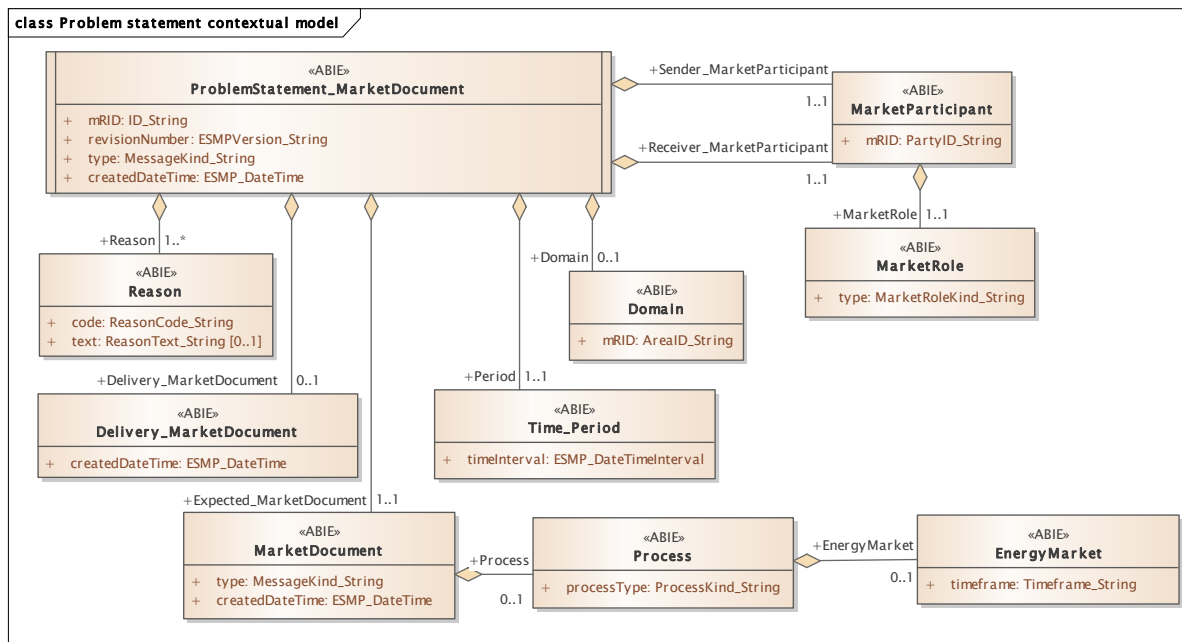 class Problem statement contextual model
«ABIE»
ProblemStatement_MarketDocument
+ mRID: ID_String
+ revisionNumber: ESMPVersion_String
+ type: MessageKind_String
+ createdDateTime: ESMP_DateTime
+Sender_MarketParticipant
1..1
+Receiver_MarketParticipant
1..1
«ABIE»
MarketParticipant
+ mRID: PartyID_String
+MarketRole 1..1
«ABIE»
MarketRole
+ type: MarketRoleKind_String
+Reason 1..*
«ABIE»
Reason
+ code: ReasonCode_String
+ text: ReasonText_String [0..1]
+Domain 0..1
«ABIE»
Domain
+ mRID: AreaID_String
+Delivery_MarketDocument 0..1
«ABIE»
Delivery_MarketDocument
+ createdDateTime: ESMP_DateTime
+Period 1..1
«ABIE»
Time_Period
+ timeInterval: ESMP_DateTimeInterval
+Expected_MarketDocument 1..1
«ABIE»
MarketDocument
+ type: MessageKind_String
+ createdDateTime: ESMP_DateTime
+Process
0..1
«ABIE»
Process
+ processType: ProcessKind_String
+EnergyMarket
0..1
«ABIE»
EnergyMarket
+ timeframe: Timeframe_String